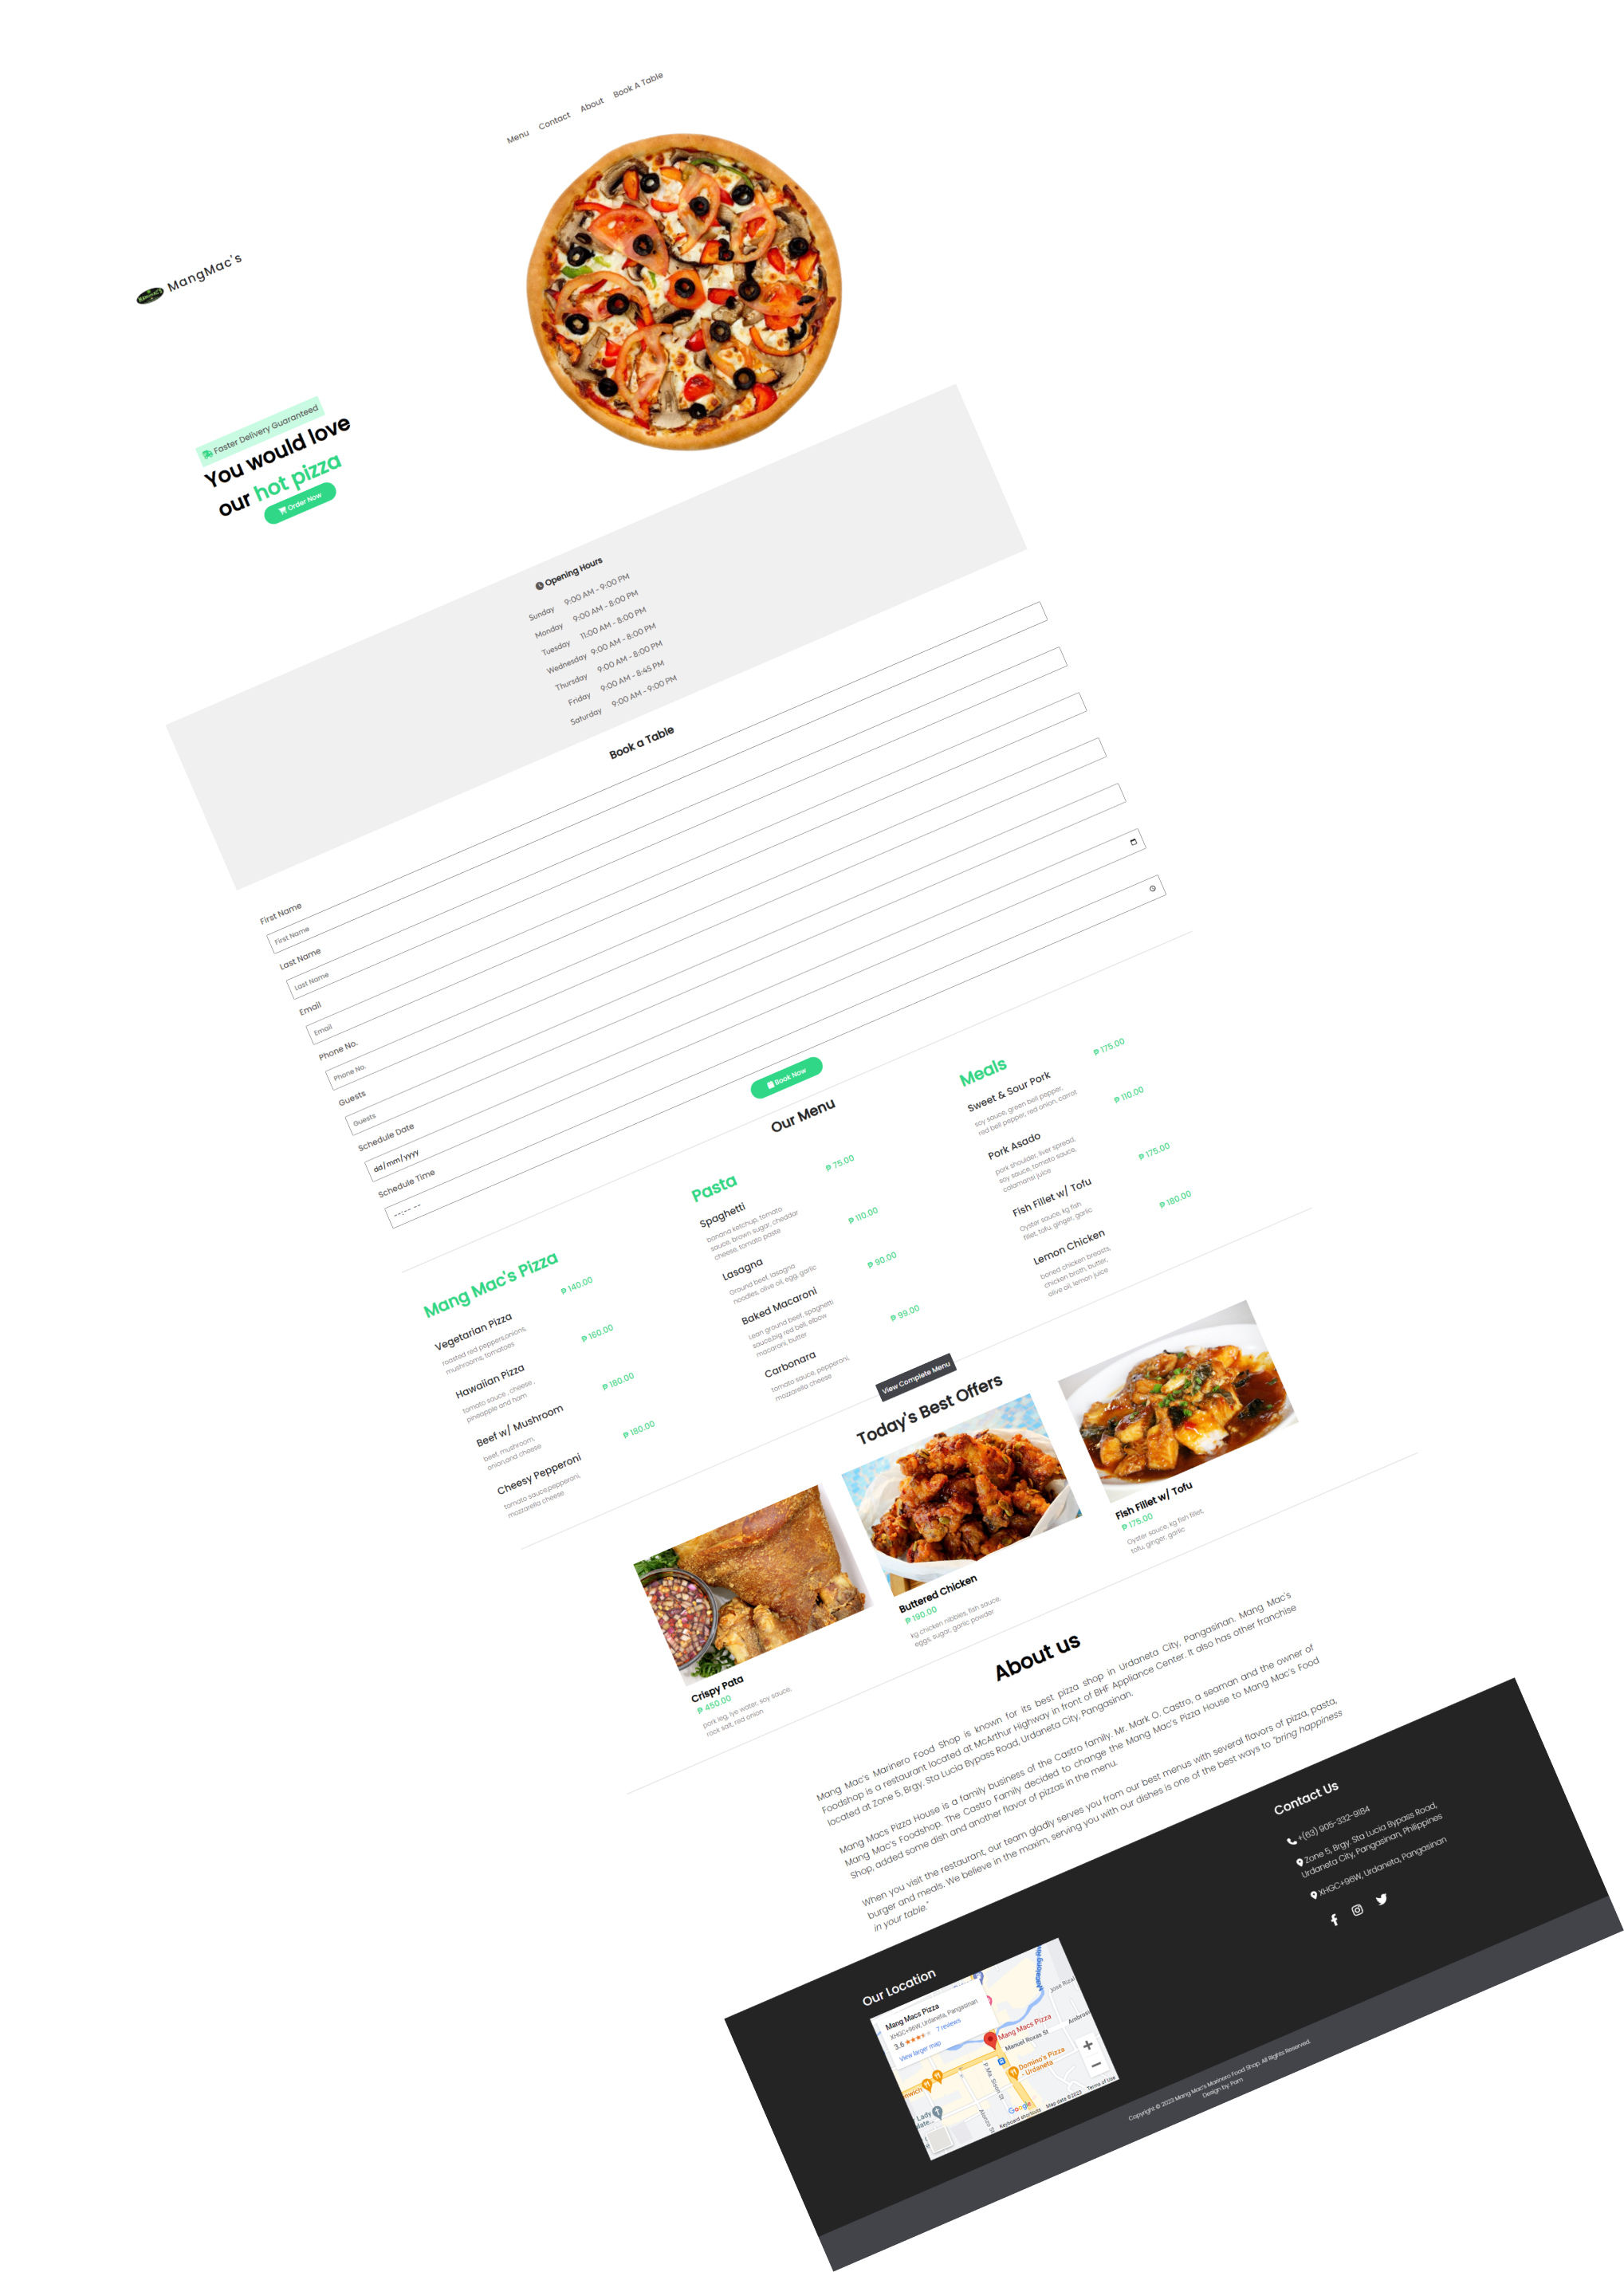 MangMac's
Menu
Contact
About
Book A Table
Faster Delivery Guaranteed
You would love
our hot pizza
Order Now
Opening Hours
Sunday 9:00 AM - 9:00 PM
Monday 9:00 AM - 8:00 PM
Tuesday 11:00 AM - 8:00 PM
Wednesday 9:00 AM - 8:00 PM
Thursday 9:00 AM - 8:00 PM
Friday 9:00 AM - 8:45 PM
Saturday 9:00 AM - 9:00 PM
Book a Table
First Name
First Name
Last Name
Last Name
Email
Email
Phone No.
Phone No.
Guests
Guests
Schedule Date
dd/mm/yyyy
Schedule Time
--:-- --
Book Now
Our Menu
Mang Mac's Pizza
Vegetarian Pizza ₱ 140.00
roasted red peppers,onions,
mushrooms, tomatoes
Hawaiian Pizza ₱ 160.00
tomato sauce , cheese ,
pineapple and ham
Beef w/ Mushroom ₱ 180.00
beef, mushroom,
onion,and cheese
Cheesy Pepperoni ₱ 180.00
tomato sauce,pepperoni,
mozzarella cheese
Pasta
Spaghetti ₱ 75.00
banana ketchup, tomato
sauce, brown sugar, cheddar
cheese, tomato paste
Lasagna ₱ 110.00
Ground beef, lasagna
noodles, olive oil, egg, garlic
Baked Macaroni ₱ 90.00
Lean ground beef, spaghetti
sauce,big red bell, elbow
macaroni, butter
Carbonara ₱ 99.00
tomato sauce, pepperoni,
mozzarella cheese
Meals
Sweet & Sour Pork ₱ 175.00
soy sauce, green bell pepper,
red bell pepper, red onion, carrot
Pork Asado ₱ 110.00
pork shoulder, liver spread,
soy sauce, tomato sauce,
calamansi juice
Fish Fillet w/ Tofu ₱ 175.00
Oyster sauce, kg fish
fillet, tofu, ginger, garlic
Lemon Chicken ₱ 180.00
boned chicken breasts,
chicken broth, butter,
olive oil, lemon juice
View Complete Menu
Today's Best Offers
Crispy Pata
₱ 450.00
pork leg, lye water, soy sauce,
rock salt, red onion
Buttered Chicken
₱ 190.00
kg chicken nibbles, fish sauce,
eggs, sugar, garlic powder
Fish Fillet w/ Tofu
₱ 175.00
Oyster sauce, kg fish fillet,
tofu, ginger, garlic
About us
Mang Mac's Marinero Food Shop is known for its best pizza shop in Urdaneta City, Pangasinan. Mang Mac's
Foodshop is a restaurant located at McArthur Highway in front of BHF Appliance Center. It also has other franchise
located at Zone 5, Brgy. Sta Lucia Bypass Road, Urdaneta City, Pangasinan.
Mang Macs Pizza House is a family business of the Castro family. Mr. Mark O. Castro, a seaman and the owner of
Mang Mac's Foodshop. The Castro Family decided to change the Mang Mac's Pizza House to Mang Mac's Food
Shop, added some dish and another flavor of pizzas in the menu.
When you visit the restaurant, our team gladly serves you from our best menus with several flavors of pizza, pasta,
burger and meals. We believe in the maxim, serving you with our dishes is one of the best ways to "bring happiness
in your table."
Our Location
Mang Macs Pizza
XHGC+96W, Urdaneta, Pangasinan
3.6 7 reviews
View larger map
Mang Macs Pizza
Manuel Roxas St
Jose Rizal
Domino's Pizza
- Urdaneta
Google
Keyboard shortcuts
Map data ©2023
Terms of Use
Contact Us
+(63) 905-332-9184
Zone 5, Brgy. Sta Lucia Bypass Road,
Urdaneta City, Pangasinan, Philippines
XHGC+96W, Urdaneta, Pangasinan
Copyright © 2023 Mang Mac's Marinero Food Shop. All Rights Reserved.
Design by Pam